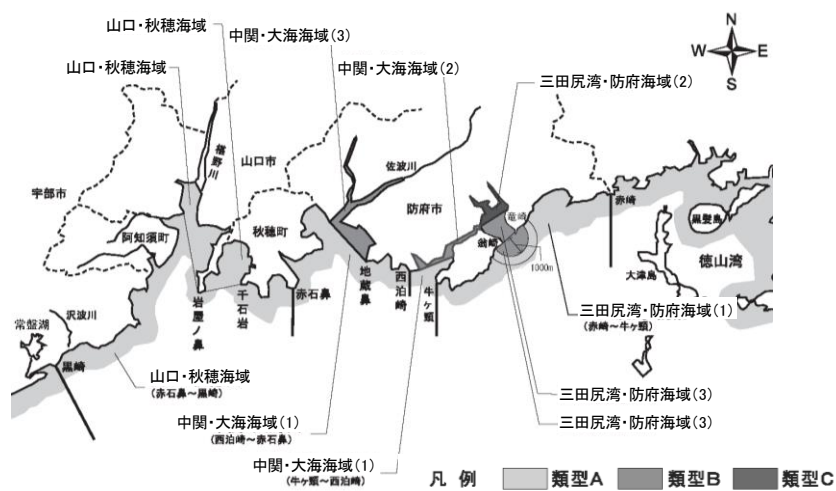 山口・秋穂海域
中関・大海海域(3)
山口・秋穂海域
中関・大海海域(2)
三田尻湾・防府海域(2)
N
W
E
S
椹野川
山口市
佐波川
宇部市
防府市
竜崎
赤崎
黒髪島
阿知須町
秋穂町
翁崎
1000m
徳山湾
大津島
岩屋ノ鼻
千石岩
赤石鼻
地蔵鼻
西泊崎
牛ヶ頸
沢波川
常盤湖
黒崎
三田尻湾・防府海域(1)
(赤崎〜牛ヶ頸)
山口・秋穂海域
(赤石鼻〜黒崎)
三田尻湾・防府海域(3)
中関・大海海域(1)
(西泊崎〜赤石鼻)
三田尻湾・防府海域(3)
中関・大海海域(1)
(牛ヶ頸〜西泊崎)
凡 例 類型A 類型B 類型C